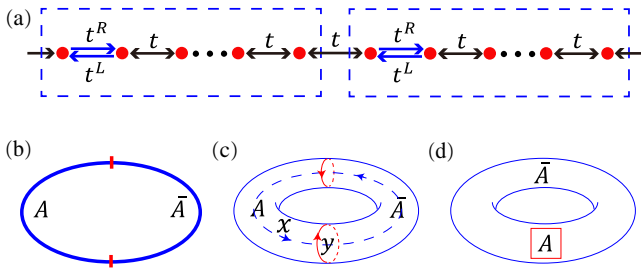 (a)
t^R t t t t^R t t
t^L t^L
(b) (c) (d)
A Ā A Ā x y Ā A